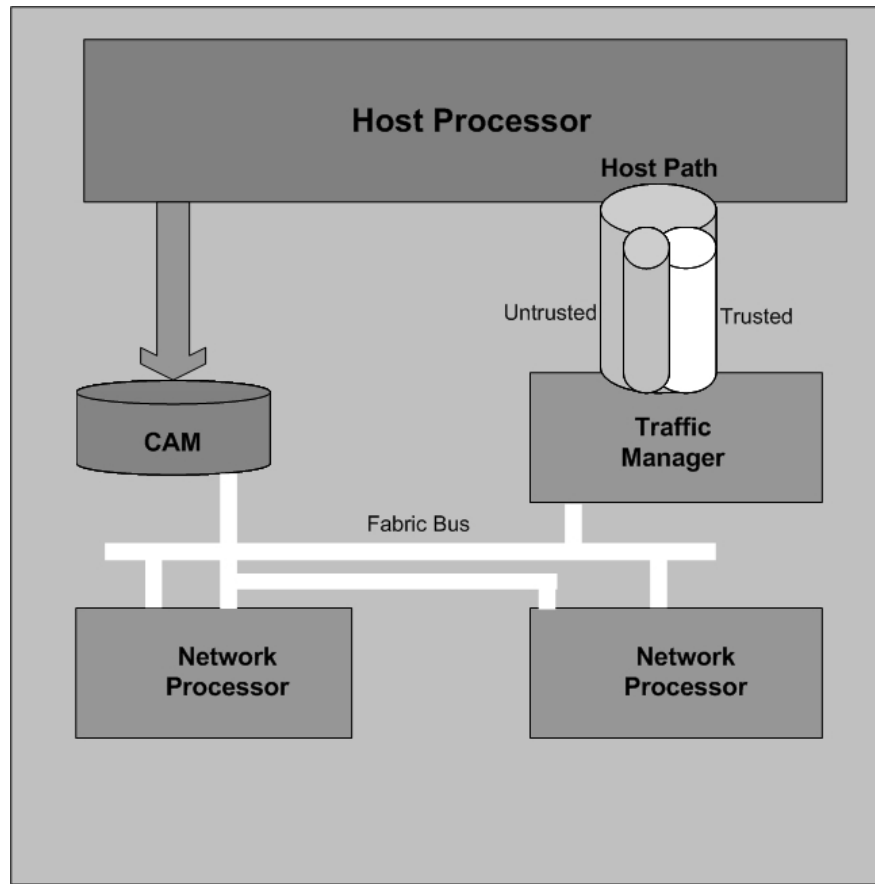 Host Processor
Host Path
Untrusted
Trusted
CAM
Traffic
Manager
Fabric Bus
Network
Processor
Network
Processor